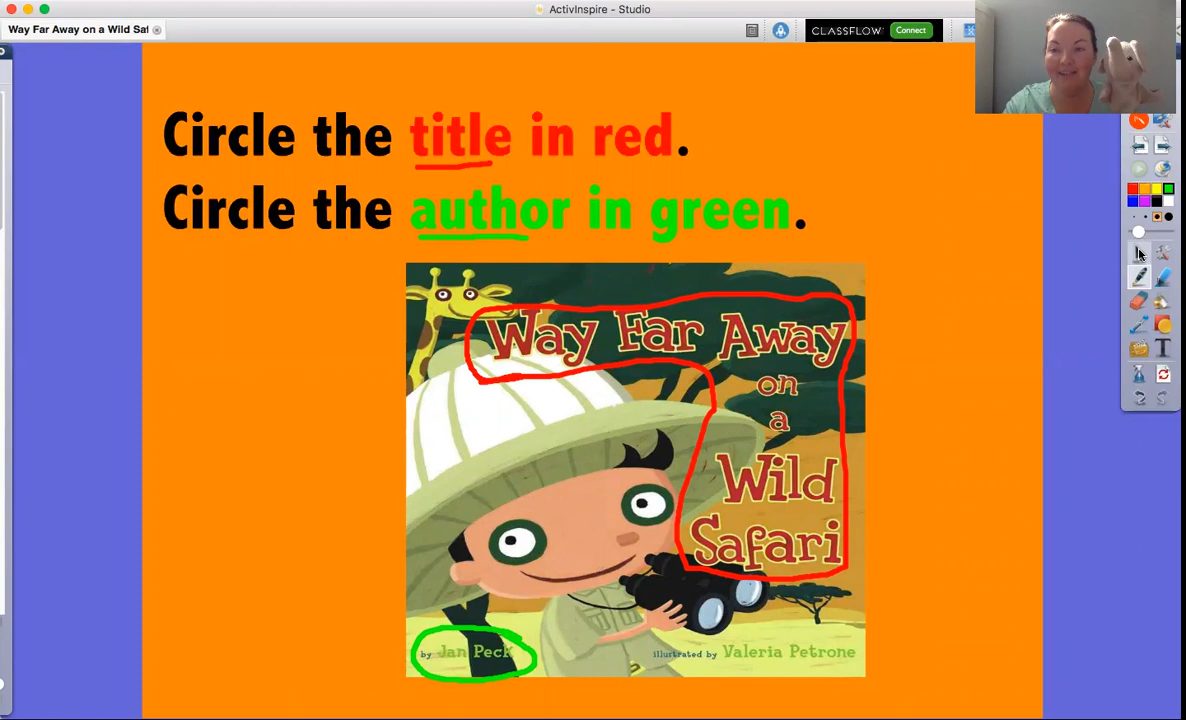 ActivInspire - Studio
Way Far Away on a Wild Saf
CLASSFLOW Connect
Circle the title in red.
Circle the author in green.
Way Far Away
on
a
Wild
Safari
by Jan Peck
illustrated by Valeria Petrone